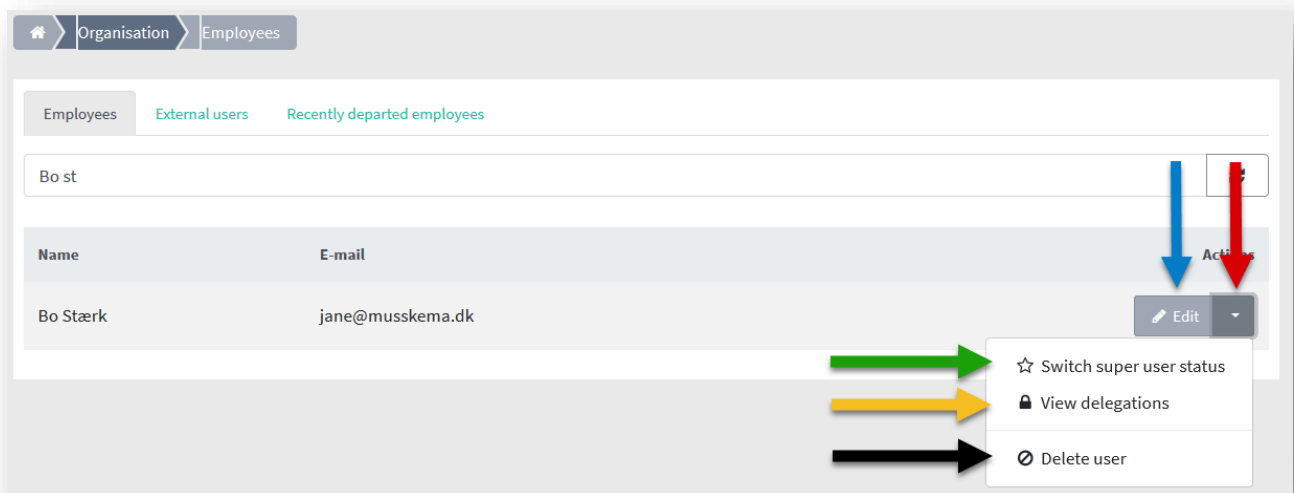 Organisation Employees
Employees External users Recently departed employees
Bo st
Name E-mail Actions
Bo Stærk jane@musskema.dk Edit
Switch super user status
View delegations
Delete user